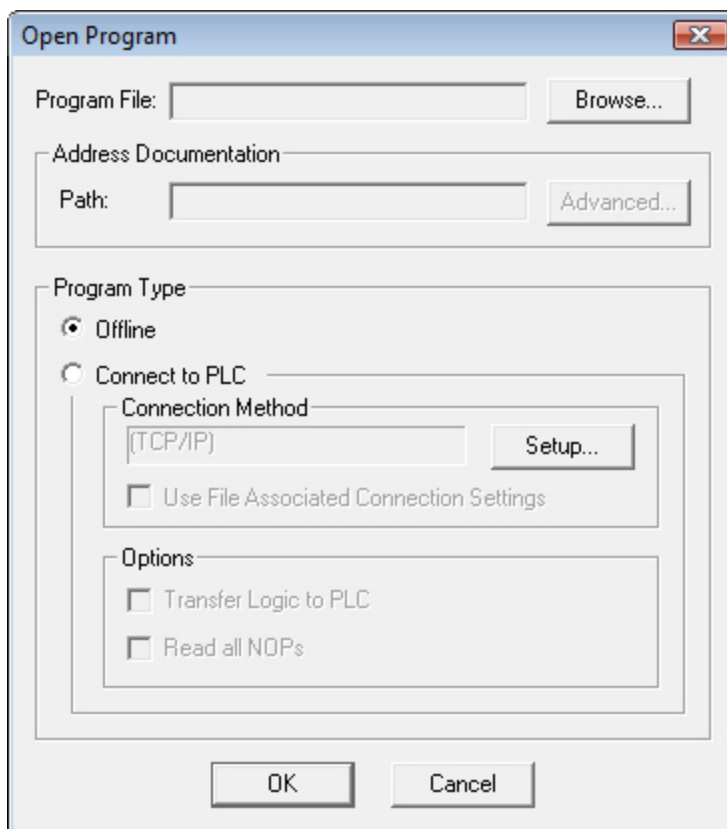 Open Program
Program File:
Browse...
Address Documentation
Path:
Advanced...
Program Type
Offline
Connect to PLC
Connection Method
(TCP/IP)
Setup...
Use File Associated Connection Settings
Options
Transfer Logic to PLC
Read all NOPs
OK
Cancel